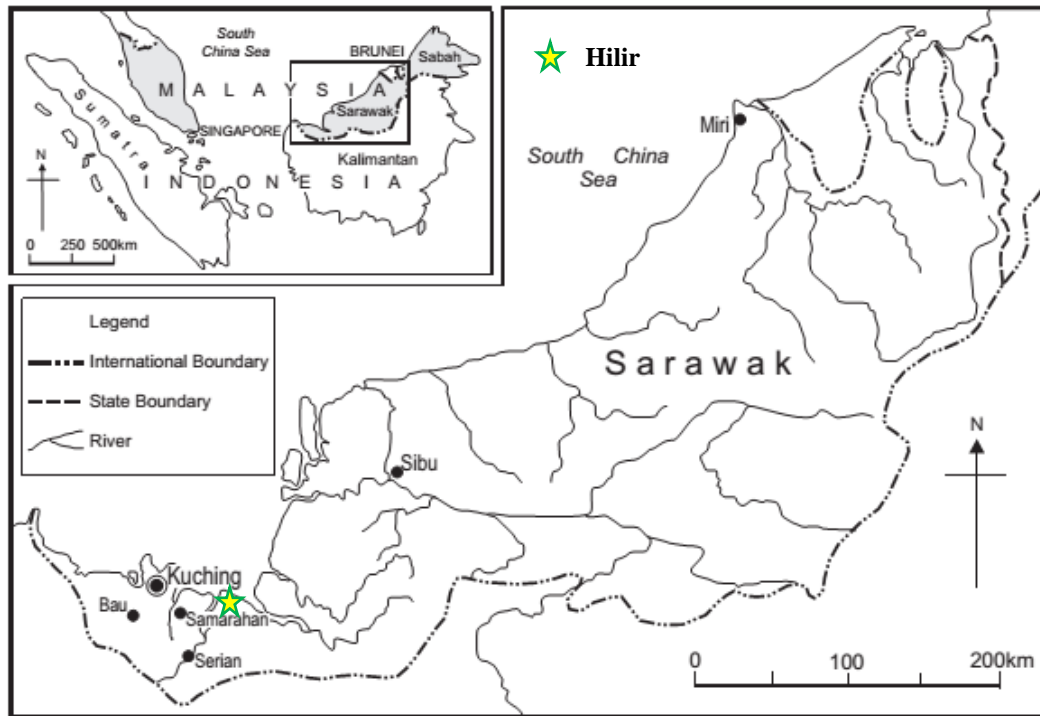 South
China Sea
BRUNEI
Sabah
M A L A Y S I A
Sarawak
SINGAPORE
Sumatra
Kalimantan
I N D O N E S I A
N
0 250 500km
Hilir
Miri
South China
Sea
Legend
International Boundary
State Boundary
River
Sarawak
N
Sibu
Kuching
Bau
Samarahan
Serian
0 100 200km